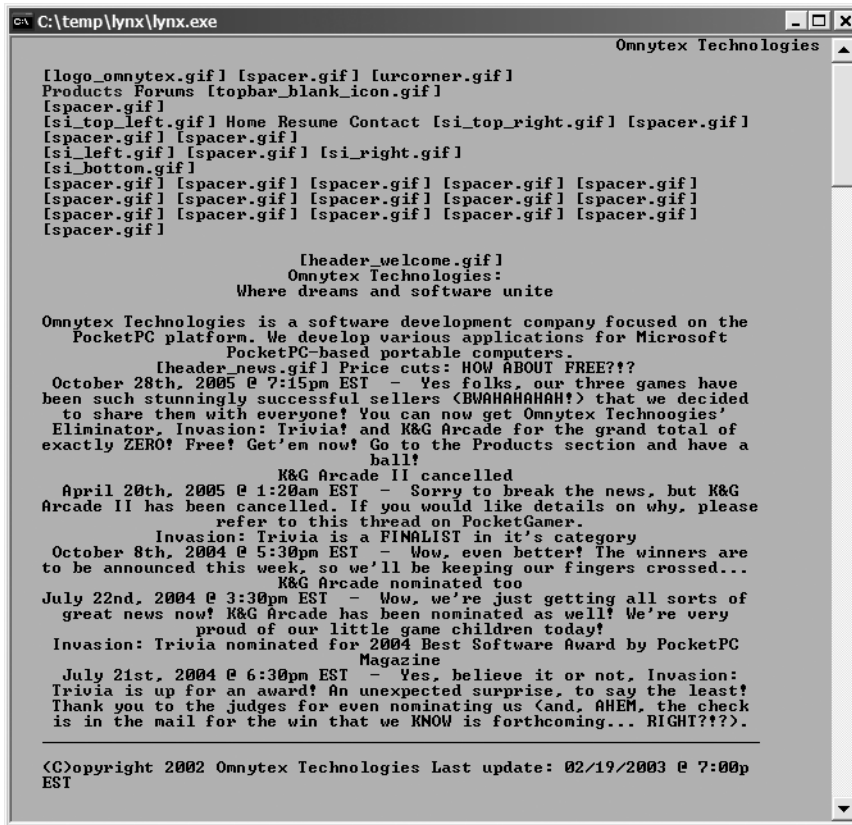 C:\temp\lynx\lynx.exe
Omnytex Technologies
[logo_omnytex.gif] [spacer.gif] [urcorner.gif]
Products Forums [topbar_blank_icon.gif]
[spacer.gif]
[si_top_left.gif] Home Resume Contact [si_top_right.gif] [spacer.gif]
[spacer.gif] [spacer.gif]
[si_left.gif] [spacer.gif] [si_right.gif]
[si_bottom.gif]
[spacer.gif] [spacer.gif] [spacer.gif] [spacer.gif] [spacer.gif]
[spacer.gif] [spacer.gif] [spacer.gif] [spacer.gif] [spacer.gif]
[spacer.gif] [spacer.gif] [spacer.gif] [spacer.gif] [spacer.gif]
[spacer.gif]
[header_welcome.gif]
Omnytex Technologies:
Where dreams and software unite
Omnytex Technologies is a software development company focused on the
PocketPC platform. We develop various applications for Microsoft
PocketPC-based portable computers.
[header_news.gif] Price cuts: HOW ABOUT FREE?!?
October 28th, 2005 @ 7:15pm EST - Yes folks, our three games have
been such stunningly successful sellers (BWAHAHAHAH!) that we decided
to share them with everyone! You can now get Omnytex Technoogies'
Eliminator, Invasion: Trivia! and K&G Arcade for the grand total of
exactly ZERO! Free! Get'em now! Go to the Products section and have a
ball!
K&G Arcade II cancelled
April 20th, 2005 @ 1:20am EST - Sorry to break the news, but K&G
Arcade II has been cancelled. If you would like details on why, please
refer to this thread on PocketGamer.
Invasion: Trivia is a FINALIST in it's category
October 8th, 2004 @ 5:30pm EST - Wow, even better! The winners are
to be announced this week, so we'll be keeping our fingers crossed...
K&G Arcade nominated too
July 22nd, 2004 @ 3:30pm EST - Wow, we're just getting all sorts of
great news now! K&G Arcade has been nominated as well! We're very
proud of our little game children today!
Invasion: Trivia nominated for 2004 Best Software Award by PocketPC
Magazine
July 21st, 2004 @ 6:30pm EST - Yes, believe it or not, Invasion:
Trivia is up for an award! An unexpected surprise, to say the least!
Thank you to the judges for even nominating us (and, AHEM, the check
is in the mail for the win that we KNOW is forthcoming... RIGHT?!?).
(C)opyright 2002 Omnytex Technologies Last update: 02/19/2003 @ 7:00p
EST